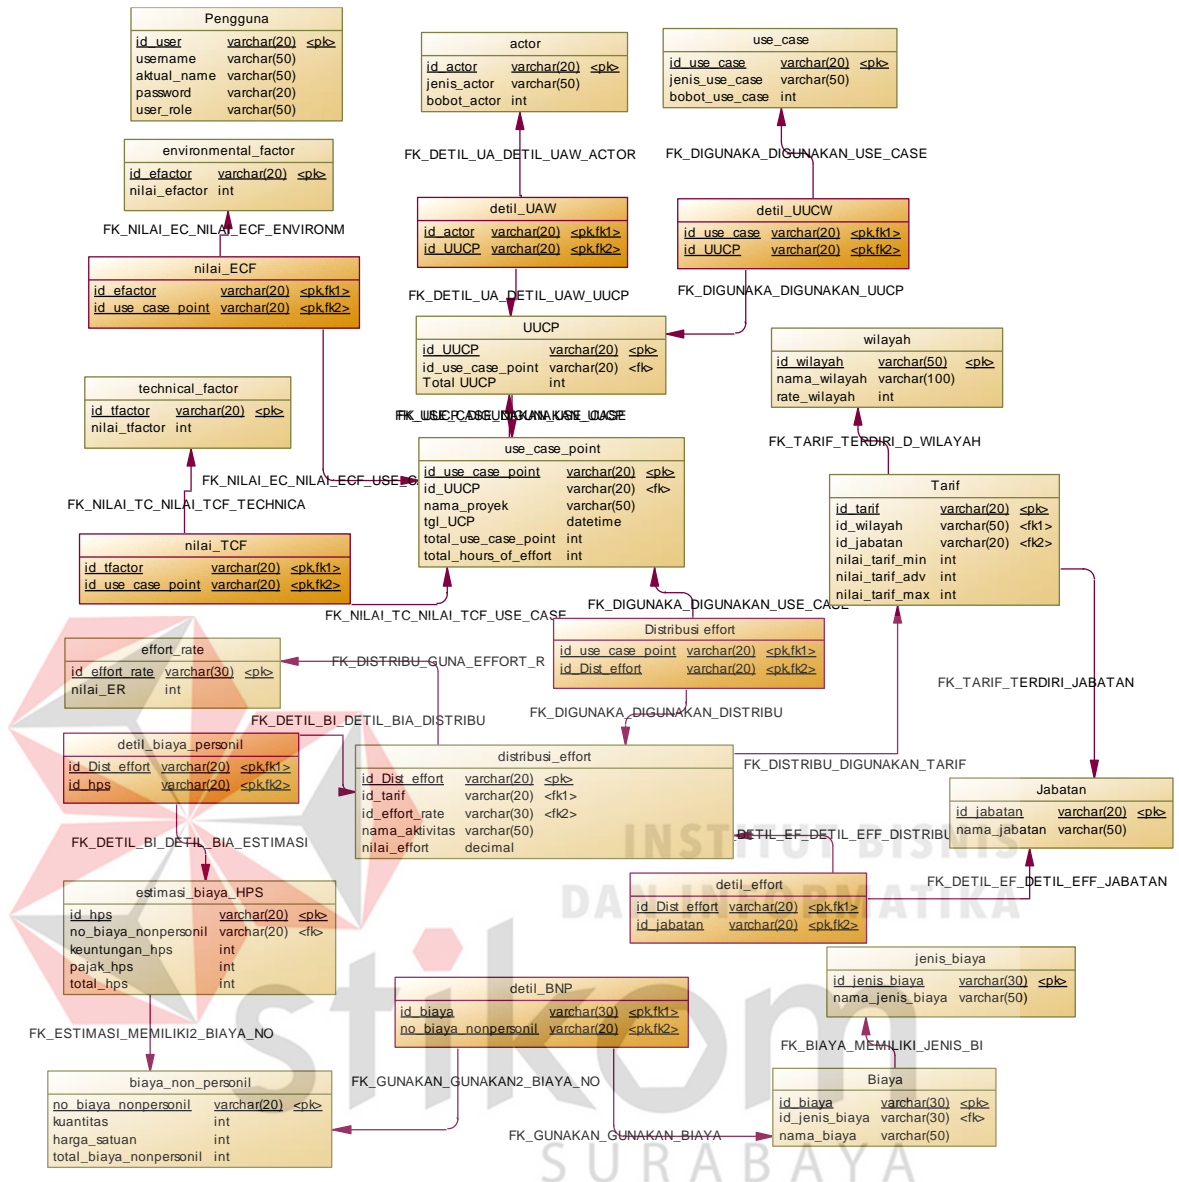 Pengguna
id_user varchar(20) <pk>
username varchar(50)
aktual_name varchar(50)
password varchar(20)
user_role varchar(50)
actor
id_actor varchar(20) <pk>
jenis_actor varchar(50)
bobot_actor int
use_case
id_use_case varchar(20) <pk>
jenis_use_case varchar(50)
bobot_use_case int
environmental_factor
id_efactor varchar(20) <pk>
nilai_efactor int
FK_DETIL_UA_DETIL_UAW_ACTOR
FK_DIGUNAKA_DIGUNAKAN_USE_CASE
FK_NILAI_EC_NILAI_ECF_ENVIRONM
detil_UAW
id_actor varchar(20) <pk,fk1>
id_UUCP varchar(20) <pk,fk2>
detil_UUCW
id_use_case varchar(20) <pk,fk1>
id_UUCP varchar(20) <pk,fk2>
nilai_ECF
id_efactor varchar(20) <pk,fk1>
id_use_case_point varchar(20) <pk,fk2>
FK_DETIL_UA_DETIL_UAW_UUCP
FK_DIGUNAKA_DIGUNAKAN_UUCP
UUCP
id_UUCP varchar(20) <pk>
id_use_case_point varchar(20) <fk>
Total UUCP int
wilayah
id_wilayah varchar(50) <pk>
nama_wilayah varchar(100)
rate_wilayah int
technical_factor
id_tfactor varchar(20) <pk>
nilai_tfactor int
FK_TARIF_TERDIRI_D_WILAYAH
use_case_point
id_use_case_point varchar(20) <pk>
id_UUCP varchar(20) <fk>
nama_proyek varchar(50)
tgl_UCP datetime
total_use_case_point int
total_hours_of_effort int
FK_NILAI_EC_NILAI_ECF_USE_C
FK_NILAI_TC_NILAI_TCF_TECHNICA
Tarif
id_tarif varchar(20) <pk>
id_wilayah varchar(50) <fk1>
id_jabatan varchar(20) <fk2>
nilai_tarif_min int
nilai_tarif_adv int
nilai_tarif_max int
nilai_TCF
id_tfactor varchar(20) <pk,fk1>
id_use_case_point varchar(20) <pk,fk2>
FK_NILAI_TC_NILAI_TCF_USE_CASE
FK_DIGUNAKA_DIGUNAKAN_USE_CASE
Distribusi effort
id_use_case_point varchar(20) <pk,fk1>
id_Dist_effort varchar(20) <pk,fk2>
effort_rate
id_effort_rate varchar(30) <pk>
nilai_ER int
FK_DISTRIBU_GUNA_EFFORT_R
FK_TARIF_TERDIRI_JABATAN
FK_DETIL_BI_DETIL_BIA_DISTRIBU
FK_DIGUNAKA_DIGUNAKAN_DISTRIBU
detil_biaya_personil
id_Dist_effort varchar(20) <pk,fk1>
id_hps varchar(20) <pk,fk2>
distribusi_effort
id_Dist_effort varchar(20) <pk>
id_tarif varchar(20) <fk1>
id_effort_rate varchar(30) <fk2>
nama_aktivitas varchar(50)
nilai_effort decimal
FK_DISTRIBU_DIGUNAKAN_TARIF
Jabatan
id_jabatan varchar(20) <pk>
nama_jabatan varchar(50)
FK_DETIL_BI_DETIL_BIA_ESTIMASI
DETIL_EF_DETIL_EFF_DISTRIBU
INSTITUT BISNIS
DAN INFORMATIKA
FK_DETIL_EF_DETIL_EFF_JABATAN
estimasi_biaya_HPS
id_hps varchar(20) <pk>
no_biaya_nonpersonil varchar(20) <fk>
keuntungan_hps int
pajak_hps int
total_hps int
detil_effort
id_Dist_effort varchar(20) <pk,fk1>
id_jabatan varchar(20) <pk,fk2>
jenis_biaya
id_jenis_biaya varchar(30) <pk>
nama_jenis_biaya varchar(50)
detil_BNP
id_biaya varchar(30) <pk,fk1>
no_biaya_nonpersonil varchar(20) <pk,fk2>
stikom
FK_ESTIMASI_MEMILIKI2_BIAYA_NO
FK_BIAYA_MEMILIKI_JENIS_BI
FK_GUNAKAN_GUNAKAN2_BIAYA_NO
biaya_non_personil
no_biaya_nonpersonil varchar(20) <pk>
kuantitas int
harga_satuan int
total_biaya_nonpersonil int
Biaya
id_biaya varchar(30) <pk>
id_jenis_biaya varchar(30) <fk>
nama_biaya varchar(50)
FK_GUNAKAN_GUNAKAN_BIAYA
SURABAYA